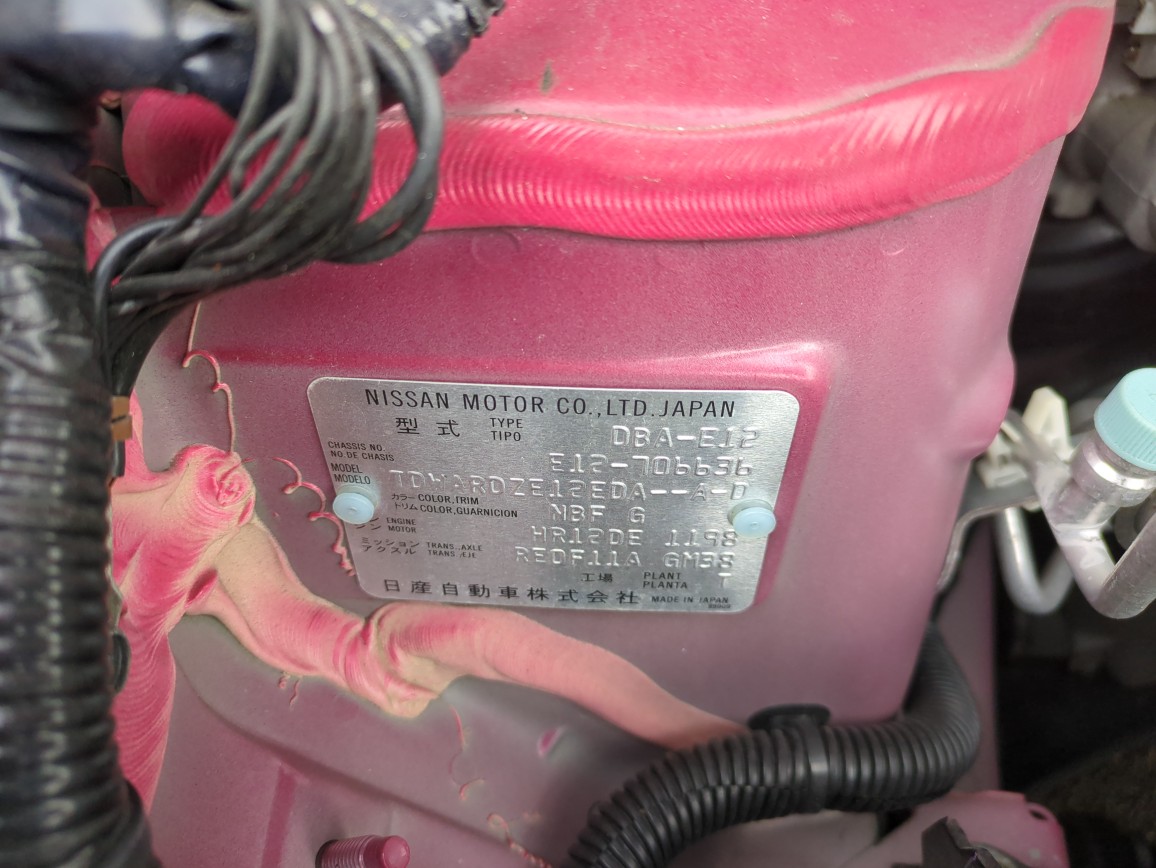 NISSAN MOTOR CO.,LTD.JAPAN
型式 TYPE TIPO DBA-E12
CHASSIS NO. NO.DE CHASIS E12-706636
MODEL MODELO TDWARDZE12EDA--A-D
カラー COLOR,TRIM トリム COLOR,GUARNICION NBF G
ENGINE MOTOR HR12DE 1198
ミッション アクスル TRANS.AXLE TRANS.EJE RE0F11A GM38
工場 PLANT PLANTA T
日産自動車株式会社 MADE IN JAPAN